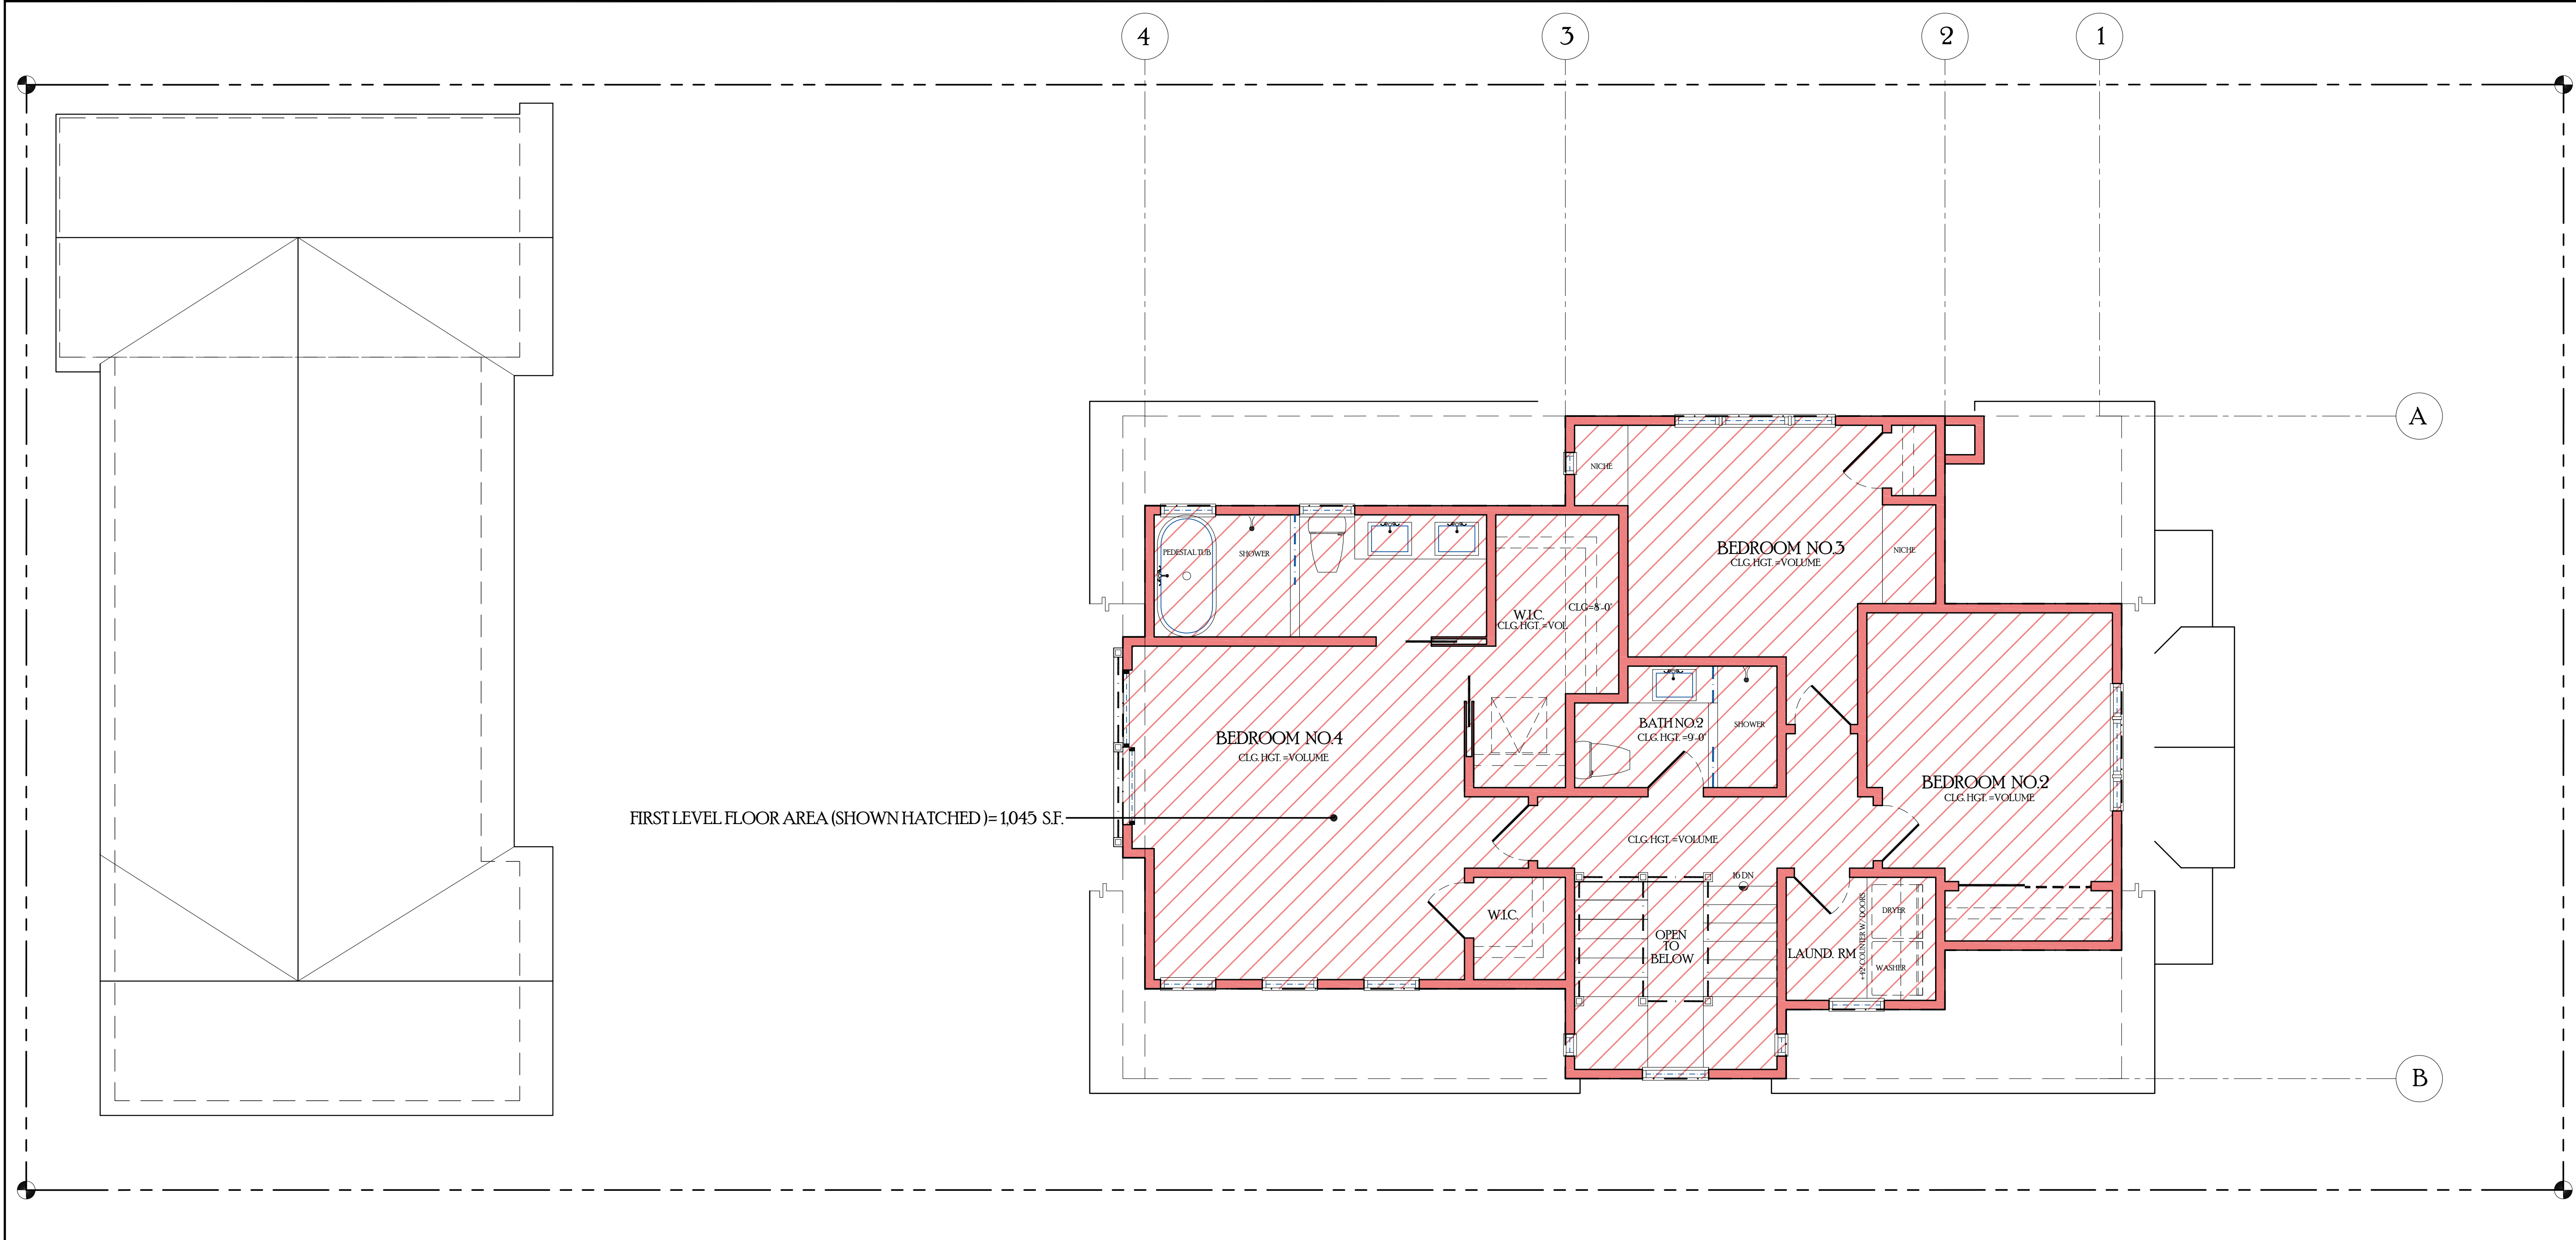 4
3
2
1
A
NICHE
BEDROOM NO.3
CLG. HGT. =VOLUME
NICHE
PEDESTAL TUB
SHOWER
W.I.C.
CLG. HGT. =VOL
CLG=8'-0"
BATH NO.2
CLG. HGT. =9'-0"
SHOWER
BEDROOM NO.4
CLG. HGT. =VOLUME
BEDROOM NO.2
CLG. HGT. =VOLUME
FIRST LEVEL FLOOR AREA (SHOWN HATCHED )= 1,045 S.F.
CLG. HGT. =VOLUME
16 DN
W.I.C.
OPEN
TO
BELOW
LAUND. RM
+42" COUNTER W/ DOORS
DRYER
WASHER
B